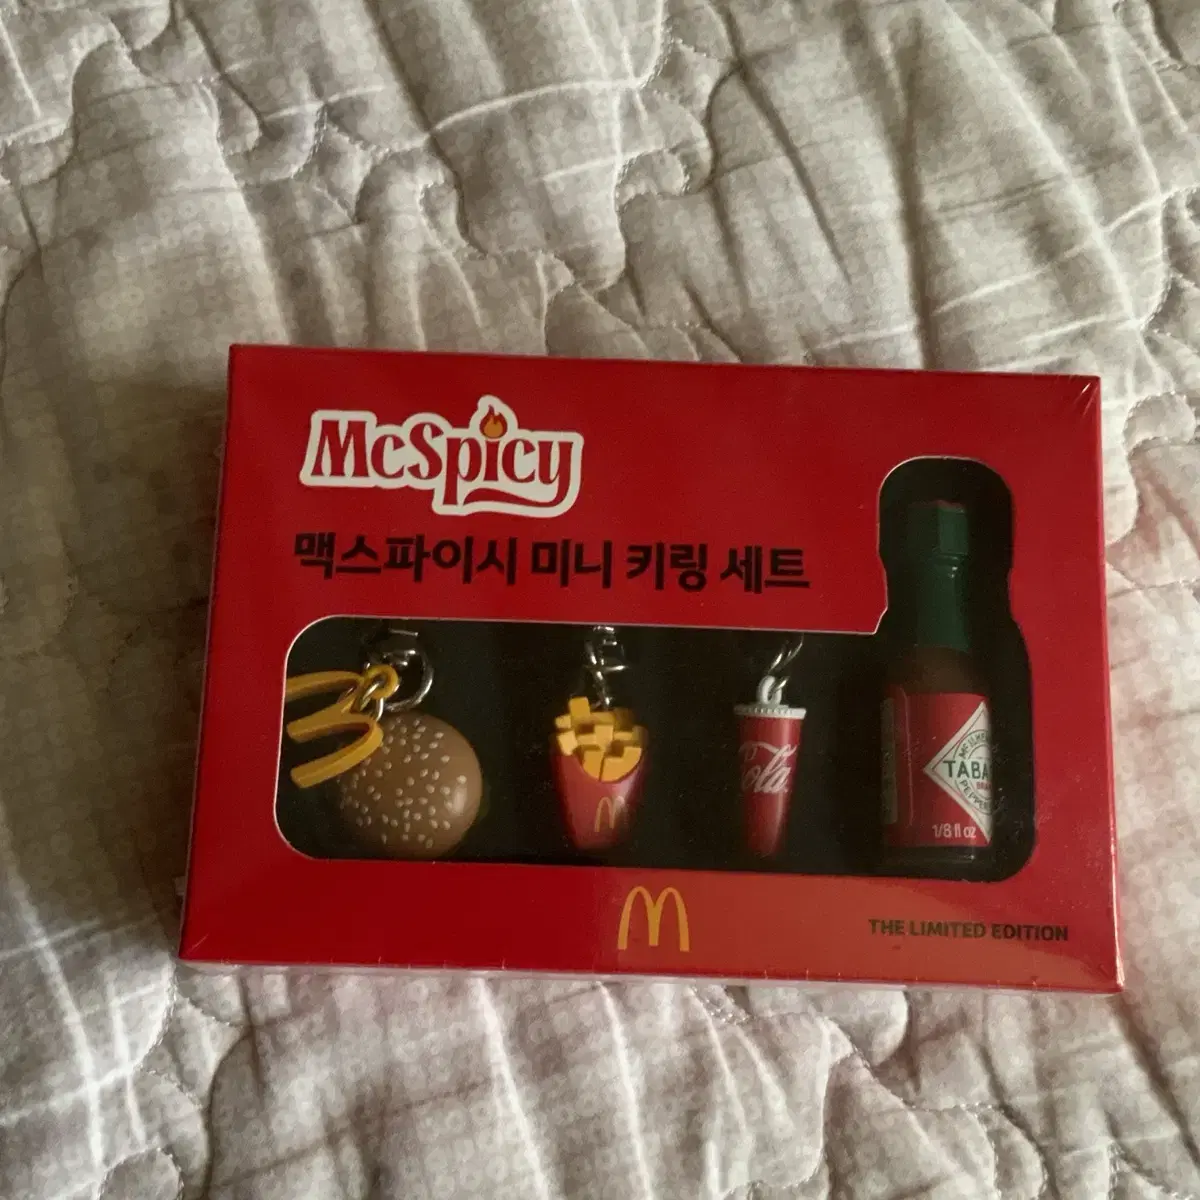 McSpicy
맥스파이시 미니 키링 세트
Cola
TABA
PEPPER
1/8 fl oz
THE LIMITED EDITION